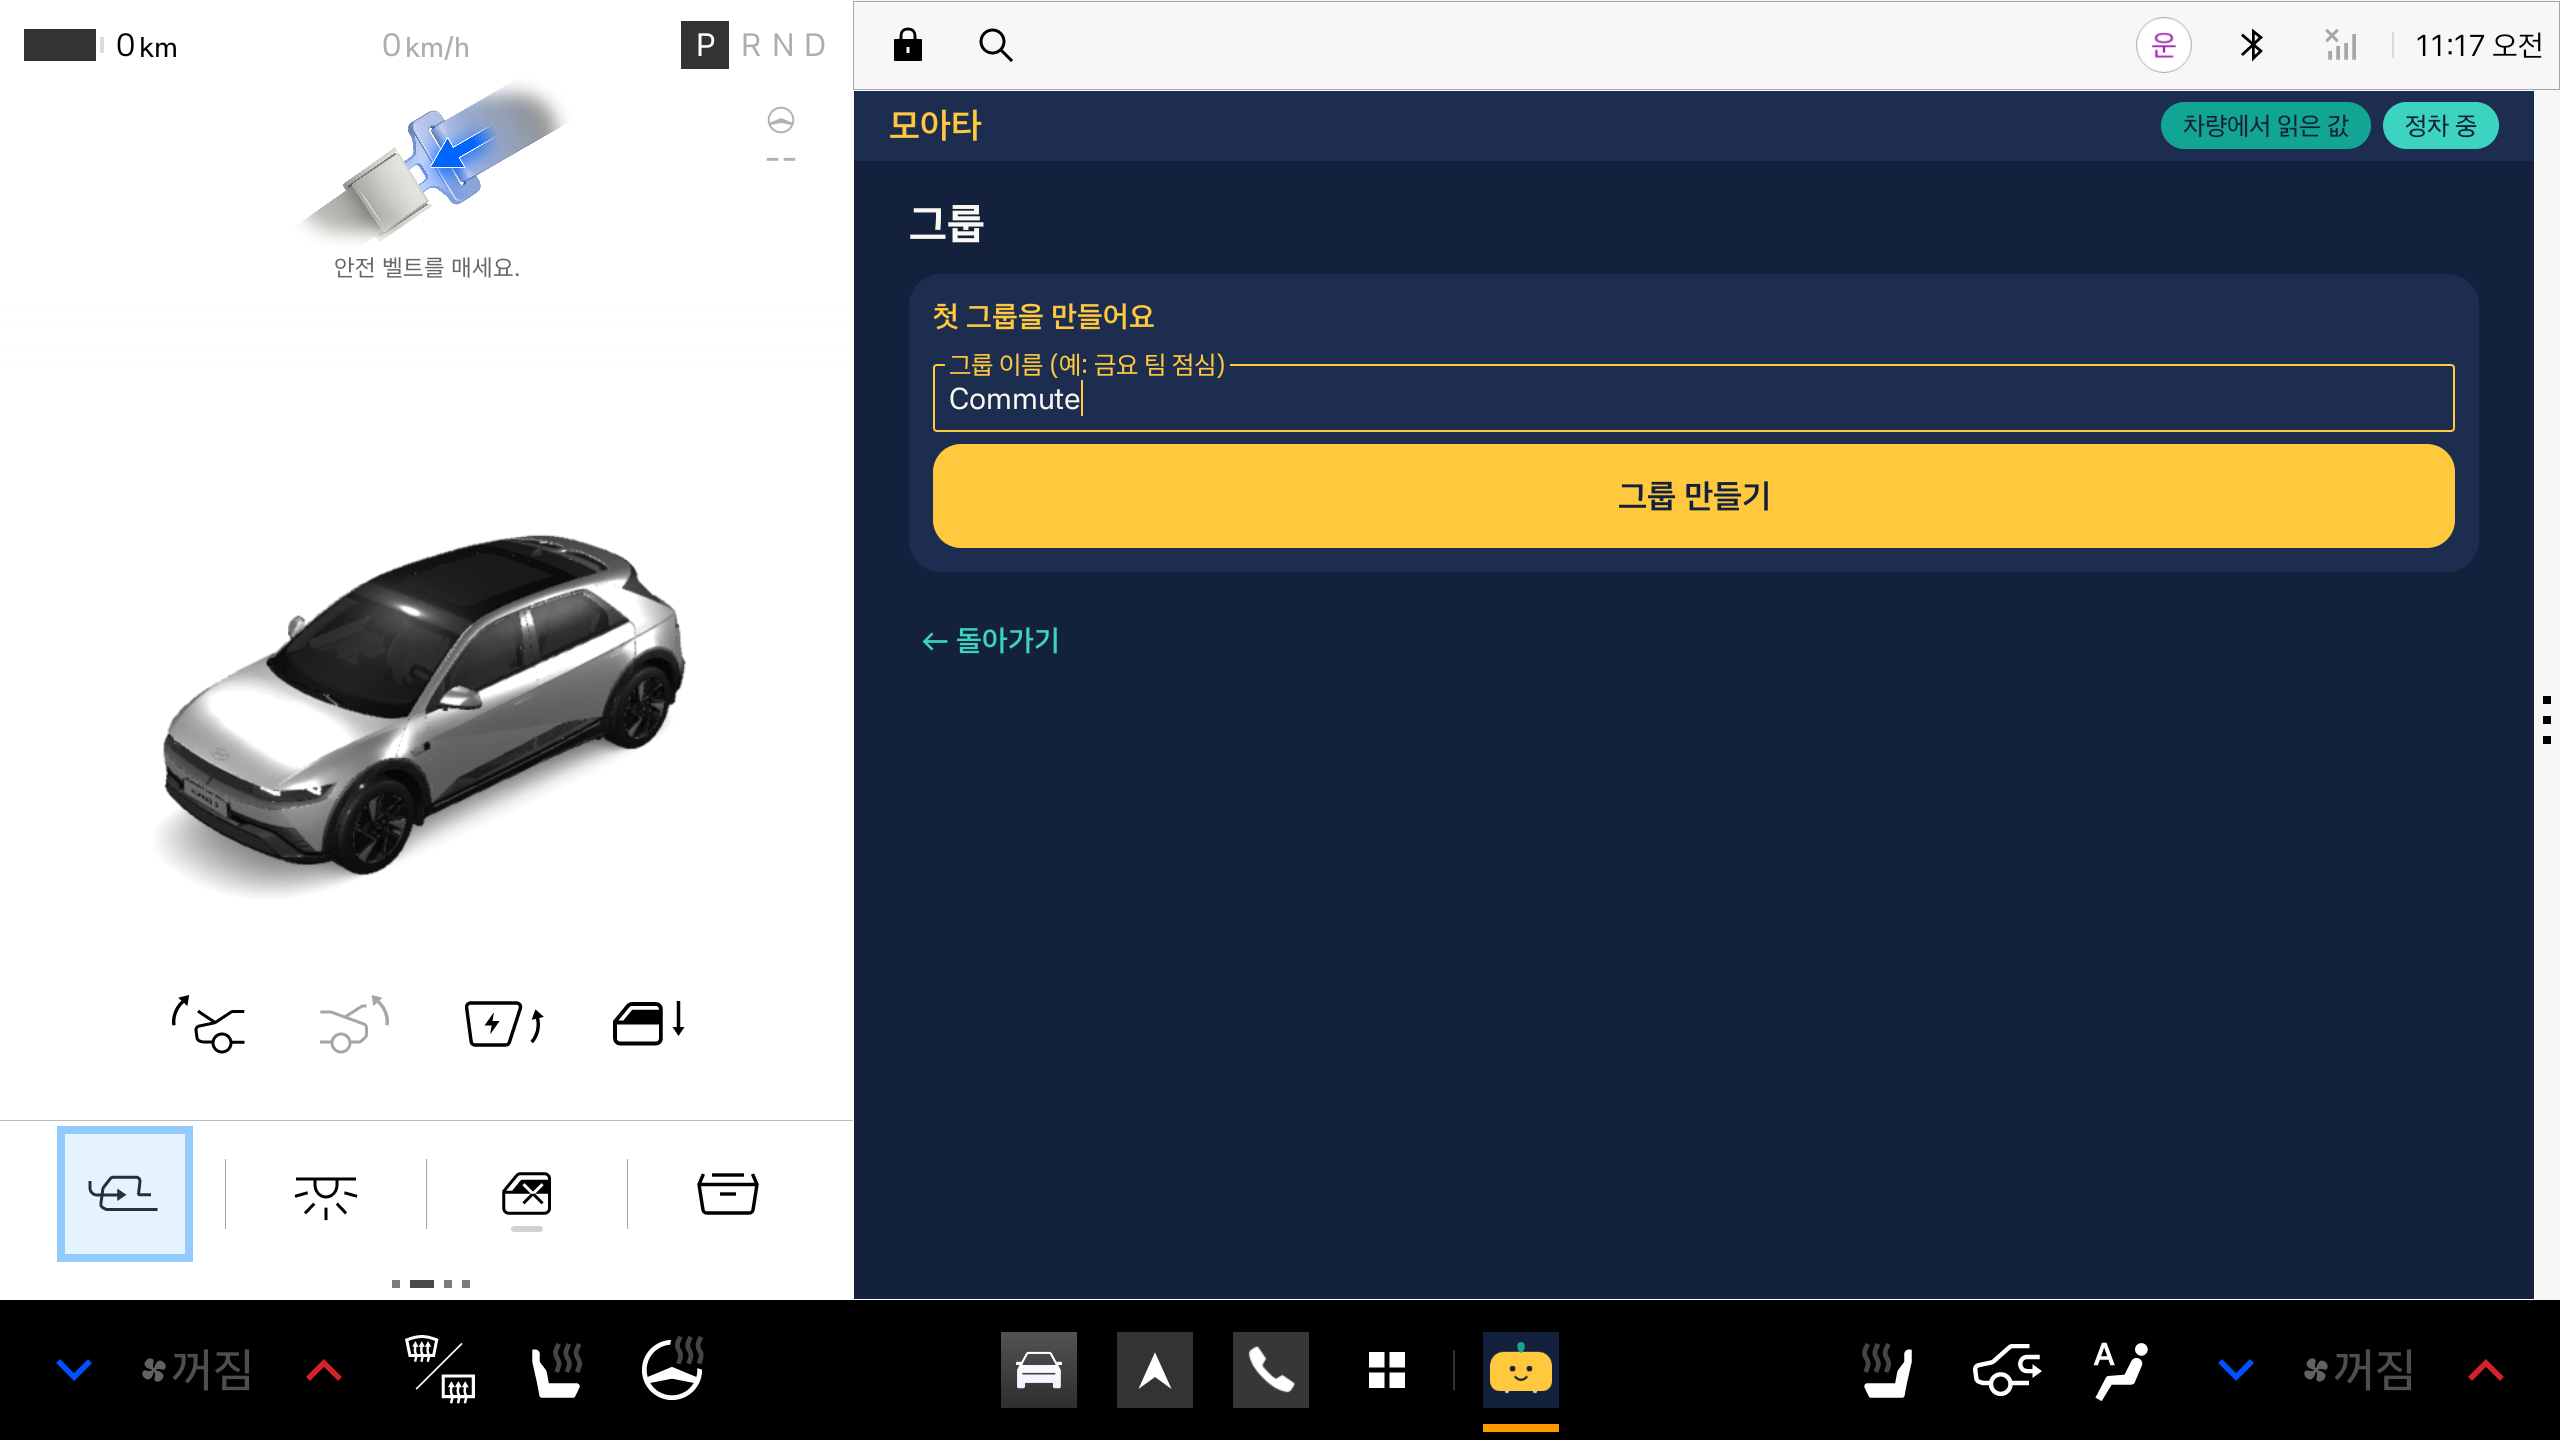 0 km
0 km/h
P R N D
안전 벨트를 매세요.
--
꺼짐
운
11:17 오전
모아타
차량에서 읽은 값
정차 중
그룹
첫 그룹을 만들어요
그룹 이름 (예: 금요 팀 점심)
Commute
그룹 만들기
← 돌아가기
A
꺼짐